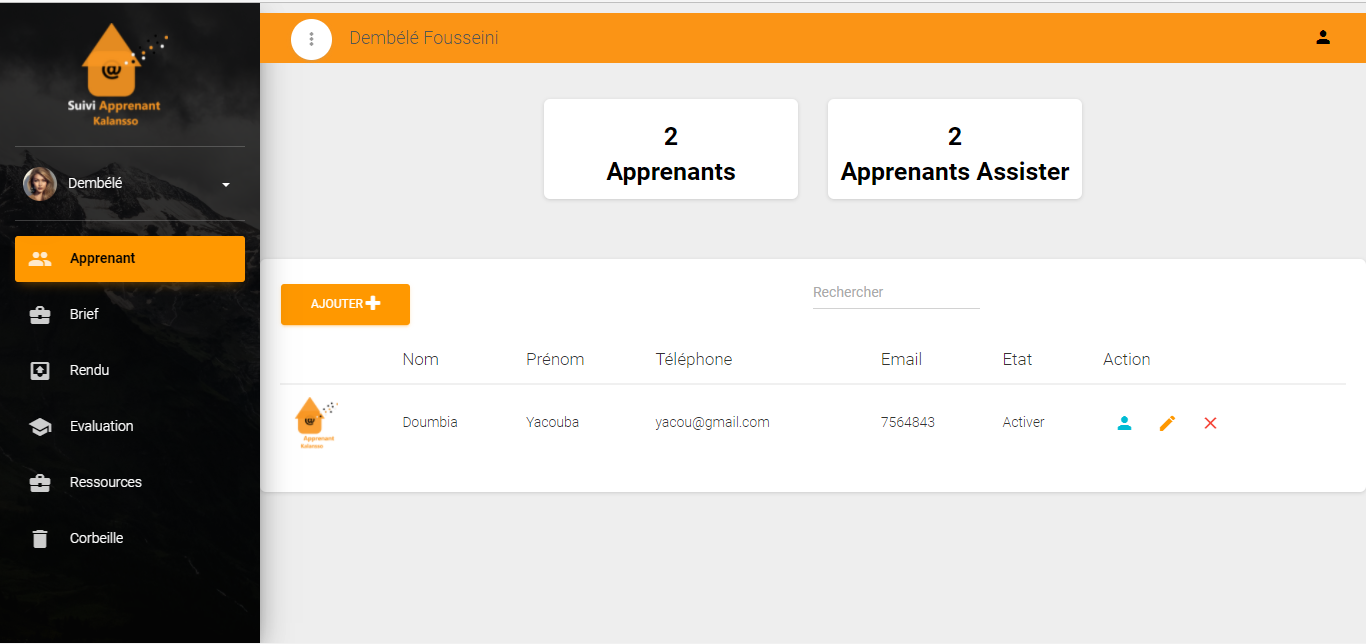 @
Suivi Apprenant
Kalansso
Dembélé
Apprenant
Brief
Rendu
Evaluation
Ressources
Corbeille
Dembélé Fousseini
2
Apprenants
2
Apprenants Assister
AJOUTER
Rechercher
Nom Prénom Téléphone Email Etat Action
@
Apprenant
Kalansso
Doumbia Yacouba yacou@gmail.com 7564843 Activer